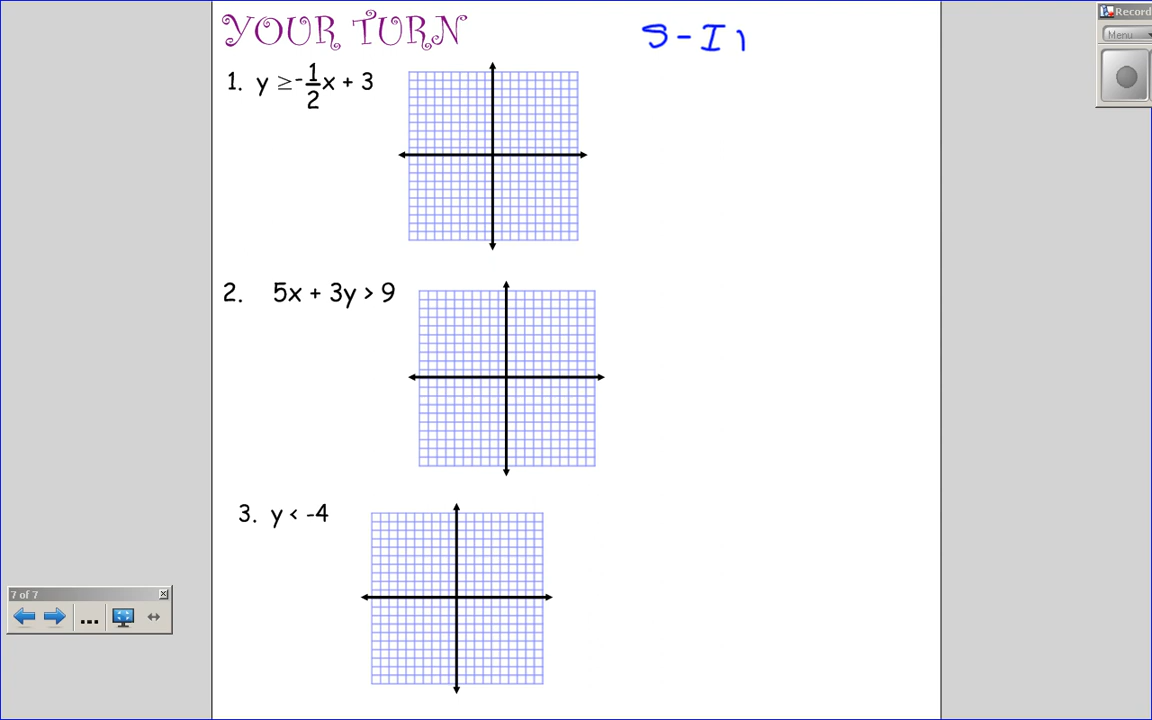 YOUR TURN
S-I
Record
Menu
1. y ≥ -1/2x + 3
2. 5x + 3y > 9
3. y < -4
7 of 7
...